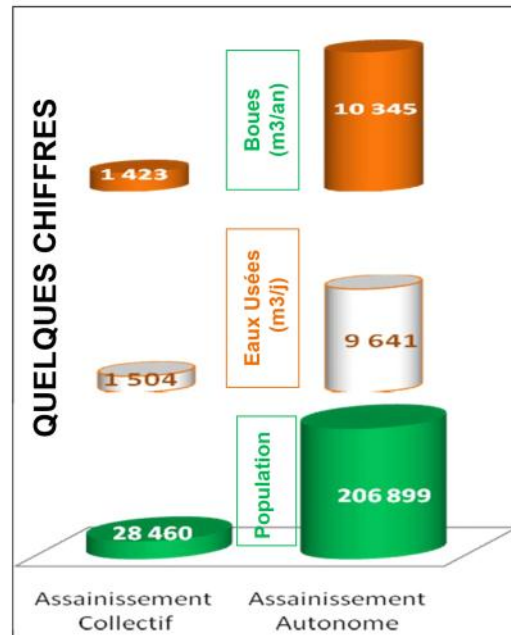 QUELQUES CHIFFRES
Boues
(m3/an)
1 423
10 345
Eaux Usées
(m3/j)
1 504
9 641
Population
28 460
206 899
Assainissement
Collectif
Assainissement
Autonome